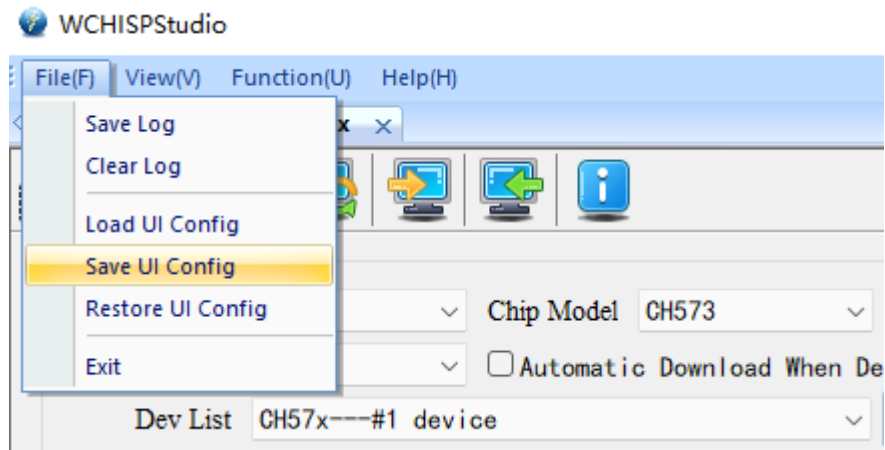 WCHISPStudio
File(F) View(V) Function(U) Help(H)
Save Log
x
Clear Log
Load UI Config
Save UI Config
Restore UI Config
Chip Model CH573
Exit
Automatic Download When De
Dev List CH57x---#1 device